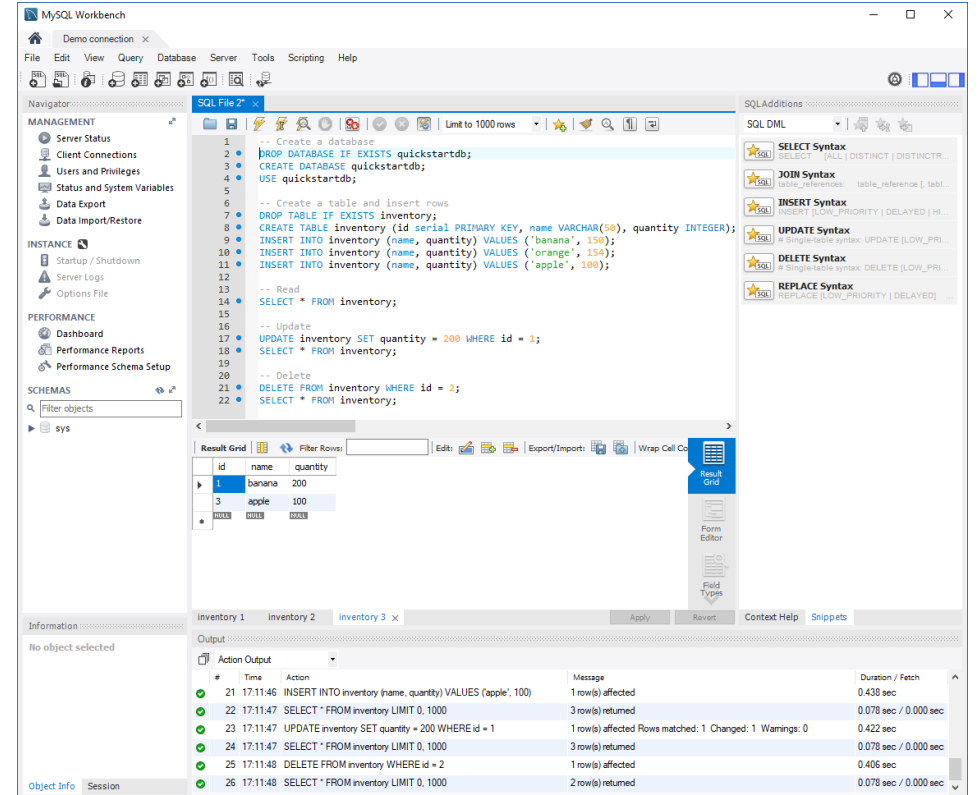 MySQL Workbench
Demo connection ×
File Edit View Query Database Server Tools Scripting Help
Navigator
MANAGEMENT
Server Status
Client Connections
Users and Privileges
Status and System Variables
Data Export
Data Import/Restore
INSTANCE
Startup / Shutdown
Server Logs
Options File
PERFORMANCE
Dashboard
Performance Reports
Performance Schema Setup
SCHEMAS
Filter objects
sys
Information
No object selected
Object Info Session
SQL File 2* ×
Limit to 1000 rows
1 -- Create a database
2 DROP DATABASE IF EXISTS quickstartdb;
3 CREATE DATABASE quickstartdb;
4 USE quickstartdb;
5
6 -- Create a table and insert rows
7 DROP TABLE IF EXISTS inventory;
8 CREATE TABLE inventory (id serial PRIMARY KEY, name VARCHAR(50), quantity INTEGER);
9 INSERT INTO inventory (name, quantity) VALUES ('banana', 150);
10 INSERT INTO inventory (name, quantity) VALUES ('orange', 154);
11 INSERT INTO inventory (name, quantity) VALUES ('apple', 100);
12
13 -- Read
14 SELECT * FROM inventory;
15
16 -- Update
17 UPDATE inventory SET quantity = 200 WHERE id = 1;
18 SELECT * FROM inventory;
19
20 -- Delete
21 DELETE FROM inventory WHERE id = 2;
22 SELECT * FROM inventory;
Result Grid Filter Rows: Edit: Export/Import: Wrap Cell Co
id name quantity
1 banana 200
3 apple 100
NULL NULL NULL
Result
Grid
Form
Editor
Field
Types
inventory 1 inventory 2 inventory 3 × Apply Revert
SQLAdditions
SQL DML
SELECT Syntax
SELECT [ALL | DISTINCT | DISTINCTR...
JOIN Syntax
table_references table_reference [, tabl...
INSERT Syntax
INSERT [LOW_PRIORITY | DELAYED | HI...
UPDATE Syntax
# Single-table syntax: UPDATE [LOW_PRI...
DELETE Syntax
# Single-table syntax: DELETE [LOW_PRI...
REPLACE Syntax
REPLACE [LOW_PRIORITY | DELAYED] ...
Context Help Snippets
Output
Action Output
# Time Action Message Duration / Fetch
21 17:11:46 INSERT INTO inventory (name, quantity) VALUES ('apple', 100) 1 row(s) affected 0.438 sec
22 17:11:47 SELECT * FROM inventory LIMIT 0, 1000 3 row(s) returned 0.078 sec / 0.000 sec
23 17:11:47 UPDATE inventory SET quantity = 200 WHERE id = 1 1 row(s) affected Rows matched: 1 Changed: 1 Warnings: 0 0.422 sec
24 17:11:47 SELECT * FROM inventory LIMIT 0, 1000 3 row(s) returned 0.078 sec / 0.000 sec
25 17:11:48 DELETE FROM inventory WHERE id = 2 1 row(s) affected 0.406 sec
26 17:11:48 SELECT * FROM inventory LIMIT 0, 1000 2 row(s) returned 0.078 sec / 0.000 sec